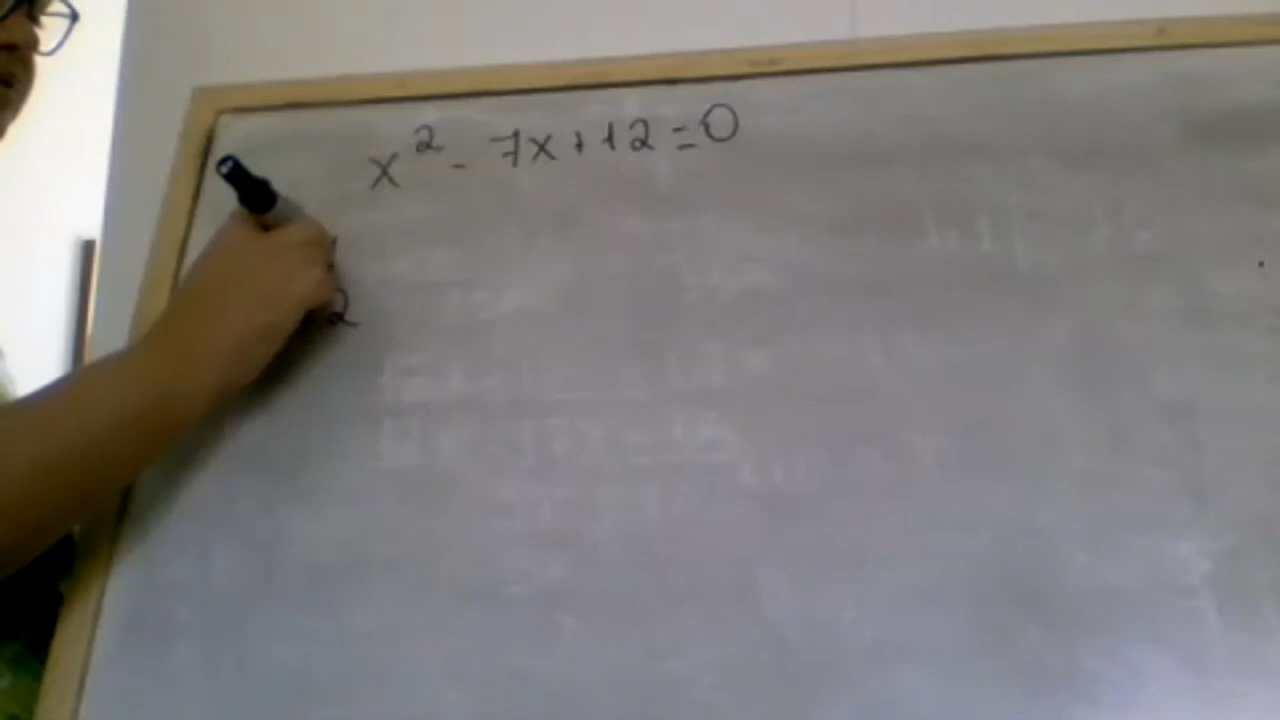 x² - 7x + 12 = 0